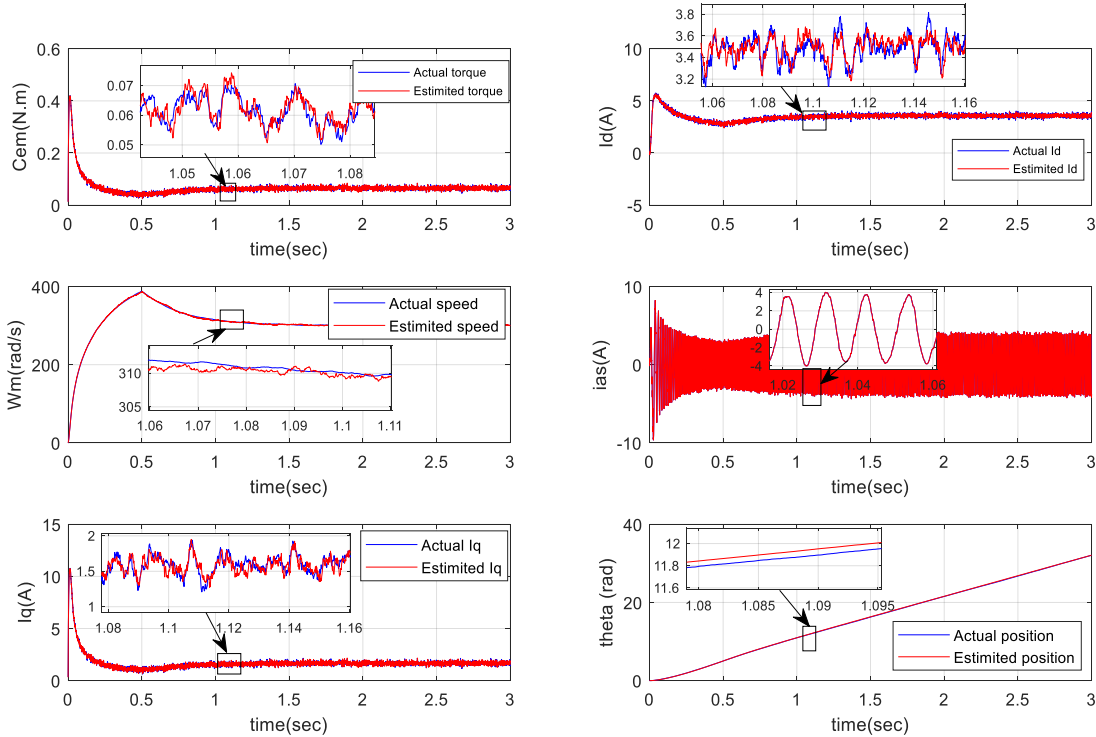 Cem(N.m)
0.6
0.4
0.2
0
0.07
0.06
0.05
1.05 1.06 1.07 1.08
Actual torque
Estimited torque
0 0.5 1 1.5 2 2.5 3
time(sec)
Id(A)
10
5
0
-5
3.8
3.6
3.4
3.2
1.06 1.08 1.1 1.12 1.14 1.16
Actual Id
Estimited Id
0 0.5 1 1.5 2 2.5 3
time(sec)
Wm(rad/s)
400
200
0
310
305
1.06 1.07 1.08 1.09 1.1 1.11
Actual speed
Estimited speed
0 0.5 1 1.5 2 2.5 3
time(sec)
ias(A)
10
0
-10
4
2
0
-2
-4
1.02 1.04 1.06
0 0.5 1 1.5 2 2.5 3
time(sec)
Iq(A)
15
10
5
0
2
1.5
1
1.08 1.1 1.12 1.14 1.16
Actual Iq
Estimited Iq
0 0.5 1 1.5 2 2.5 3
time(sec)
theta (rad)
40
20
0
12
11.8
11.6
1.08 1.085 1.09 1.095
Actual position
Estimited position
0 0.5 1 1.5 2 2.5 3
time(sec)